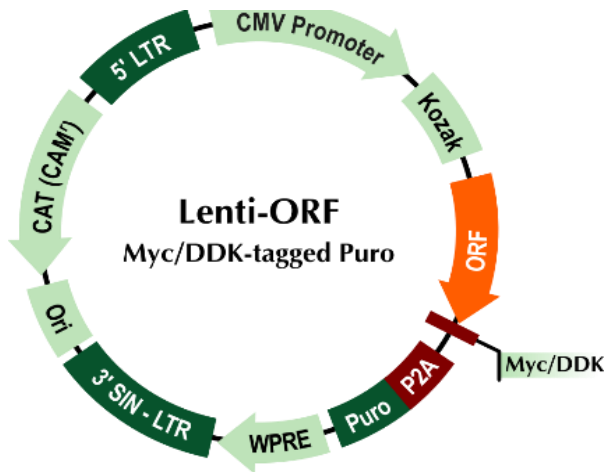 CMV Promoter
Kozak
ORF
Myc/DDK
P2A
Puro
WPRE
3' SIN - LTR
Ori
CAT (CAMʳ)
5' LTR
Lenti-ORF
Myc/DDK-tagged Puro